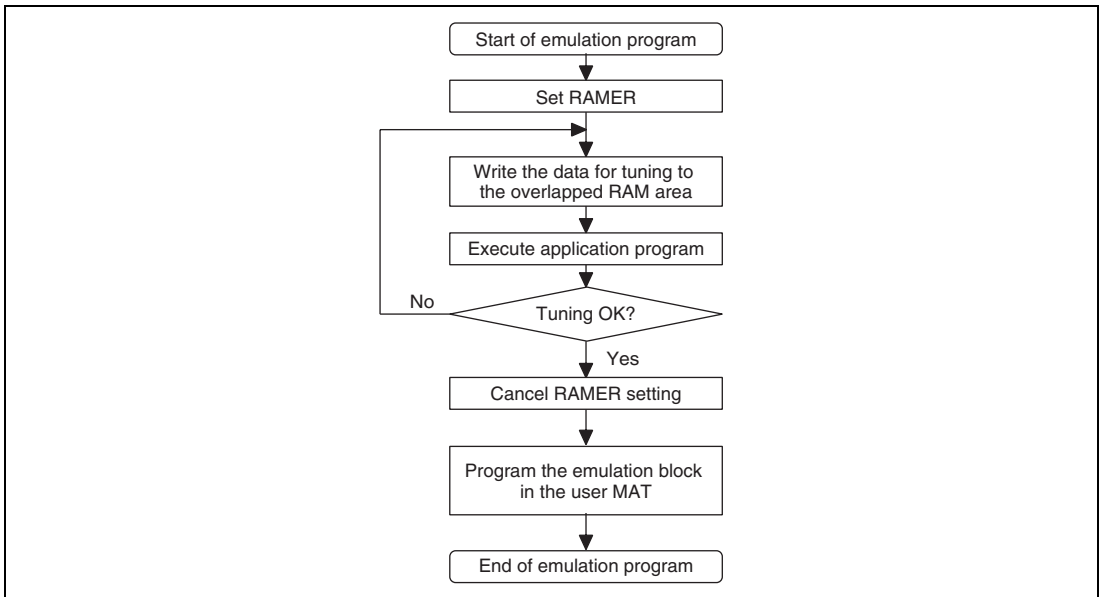 Start of emulation program
Set RAMER
Write the data for tuning to
the overlapped RAM area
Execute application program
No
Tuning OK?
Yes
Cancel RAMER setting
Program the emulation block
in the user MAT
End of emulation program